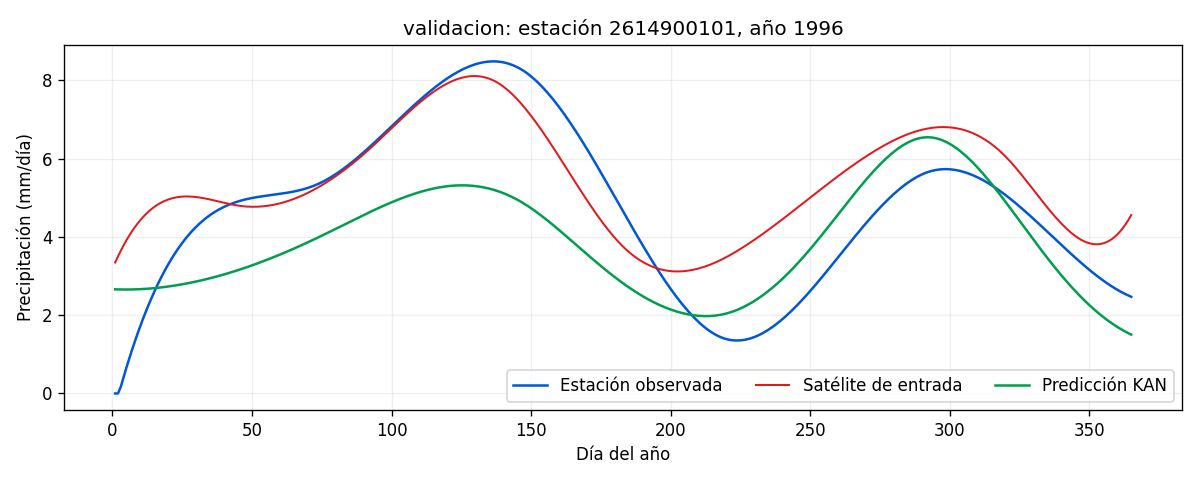 validacion: estación 2614900101, año 1996
Precipitación (mm/día)
8
6
4
2
0
Estación observada
Satélite de entrada
Predicción KAN
0 50 100 150 200 250 300 350
Día del año